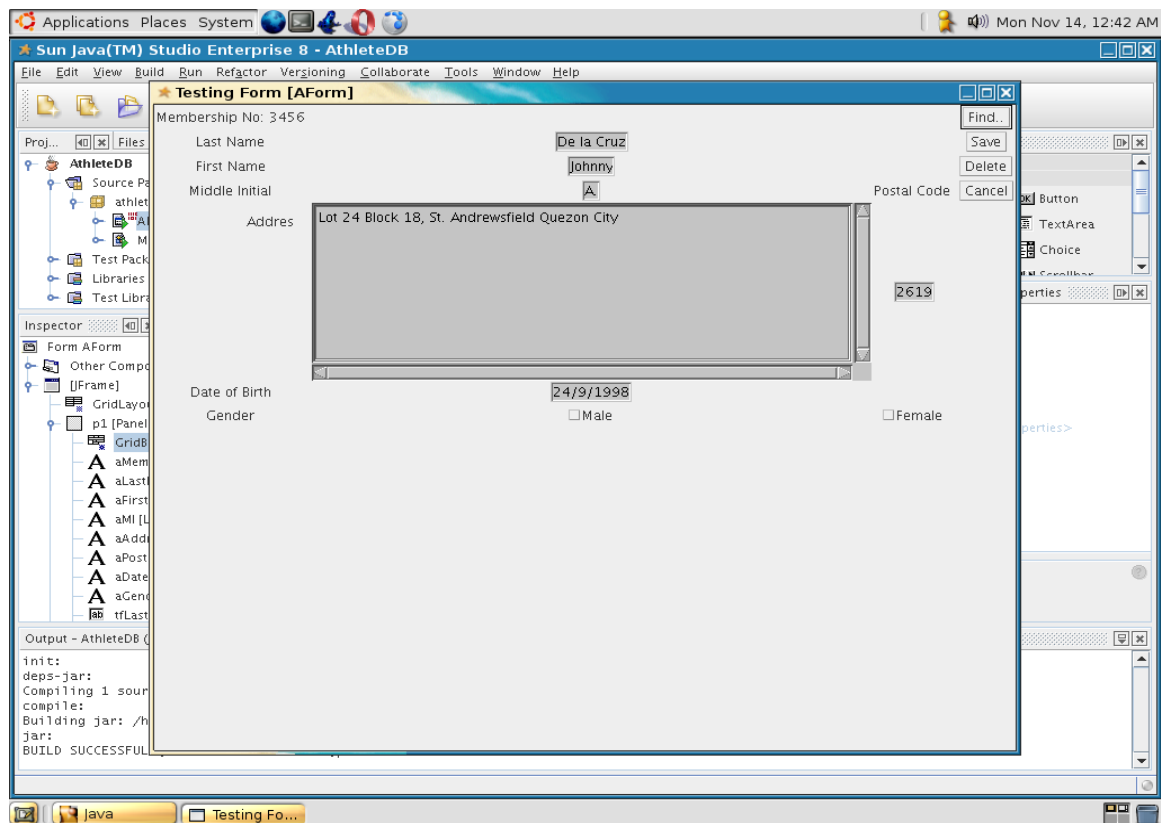 Applications Places System Mon Nov 14, 12:42 AM
Sun Java(TM) Studio Enterprise 8 - AthleteDB
File Edit View Build Run Refactor Versioning Collaborate Tools Window Help
Testing Form [AForm]
Membership No: 3456 Find..
Proj... Files Last Name De la Cruz Save
AthleteDB First Name Johnny Delete
Source Pa Middle Initial A Postal Code Cancel
athlet Button
Addres Lot 24 Block 18, St. Andrewsfield Quezon City
Al TextArea
M Choice
Test Pack Scrollbar
Libraries
Test Libra 2619 perties
Inspector
Form AForm
Other Compo
[JFrame]
GridLayou Date of Birth 24/9/1998
p1 [Panel Gender Male Female
GridB perties>
aMem
aLastl
aFirst
aMI [L
aAddr
aPost
aDate
aGend
tfLast
Output - AthleteDB (
init:
deps-jar:
Compiling 1 sour
compile:
Building jar: /h
jar:
BUILD SUCCESSFUL
Java Testing Fo...